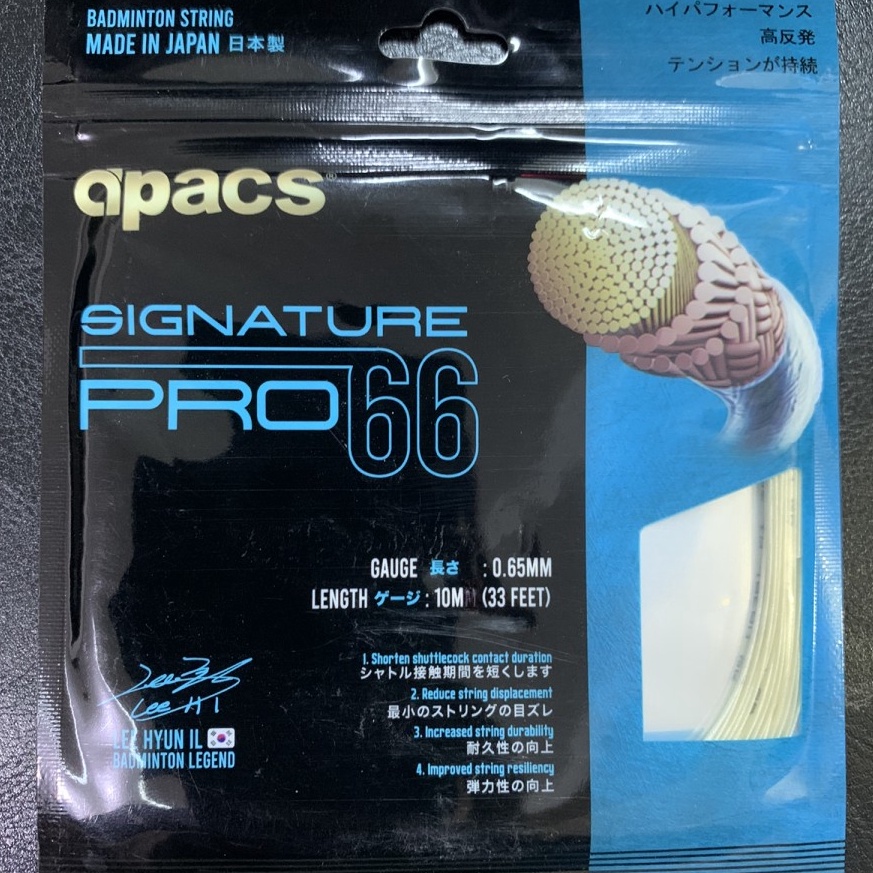 BADMINTON STRING
MADE IN JAPAN 日本製
ハイパフォーマンス
高反発
テンションが持続
apacs®
SIGNATURE
PRO 66
GAUGE 長さ : 0.65MM
LENGTH ゲージ : 10M (33 FEET)
1. Shorten shuttlecock contact duration
シャトル接触期間を短くします
2. Reduce string displacement
最小のストリングの目ズレ
3. Increased string durability
耐久性の向上
4. Improved string resiliency
弾力性の向上
Lee H I
LEE HYUN IL
BADMINTON LEGEND